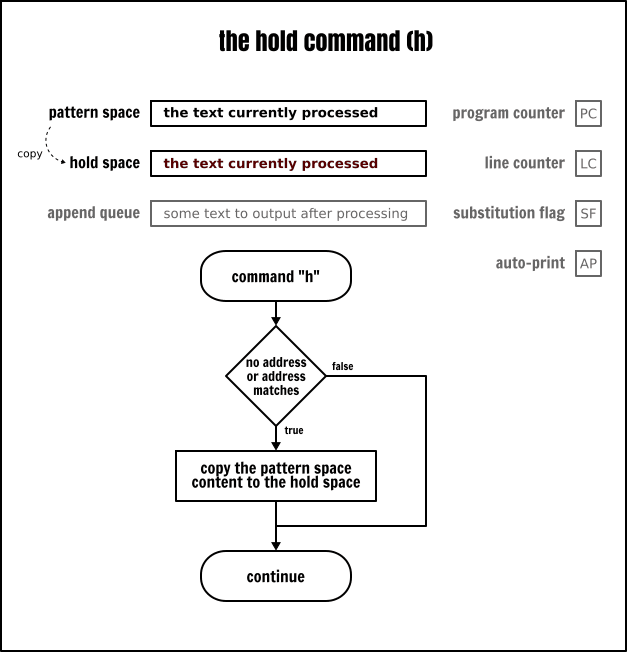 the hold command (h)
pattern space
the text currently processed
program counter
PC
copy
hold space
the text currently processed
line counter
LC
append queue
some text to output after processing
substitution flag
SF
auto-print
AP
command "h"
no address
or address
matches
false
true
copy the pattern space
content to the hold space
continue